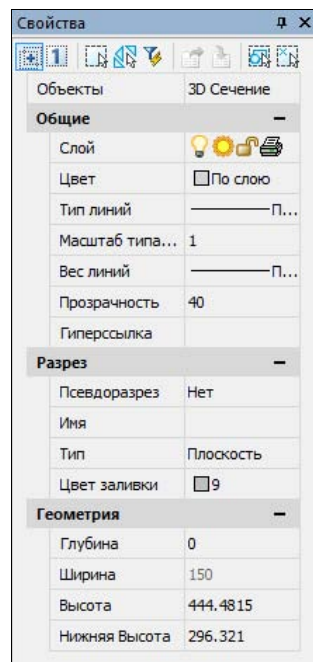 Свойства
1
Объекты 3D Сечение
Общие
Слой
Цвет По слою
Тип линий П...
Масштаб типа... 1
Вес линий П...
Прозрачность 40
Гиперссылка
Разрез
Псевдоразрез Нет
Имя
Тип Плоскость
Цвет заливки 9
Геометрия
Глубина 0
Ширина 150
Высота 444.4815
Нижняя Высота 296.321